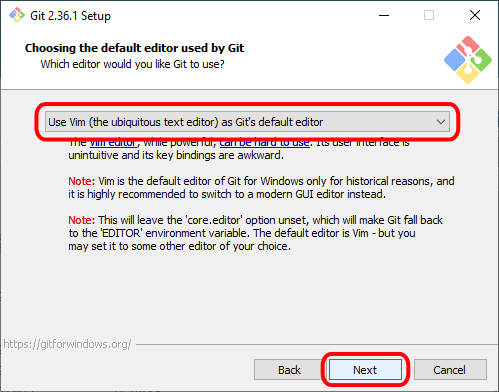 Git 2.36.1 Setup
Choosing the default editor used by Git
Which editor would you like Git to use?
Use Vim (the ubiquitous text editor) as Git's default editor
The Vim editor, while powerful, can be hard to use. Its user interface is
unintuitive and its key bindings are awkward.
Note: Vim is the default editor of Git for Windows only for historical reasons, and
it is highly recommended to switch to a modern GUI editor instead.
Note: This will leave the 'core.editor' option unset, which will make Git fall back
to the 'EDITOR' environment variable. The default editor is Vim - but you
may set it to some other editor of your choice.
https://gitforwindows.org/
Back
Next
Cancel